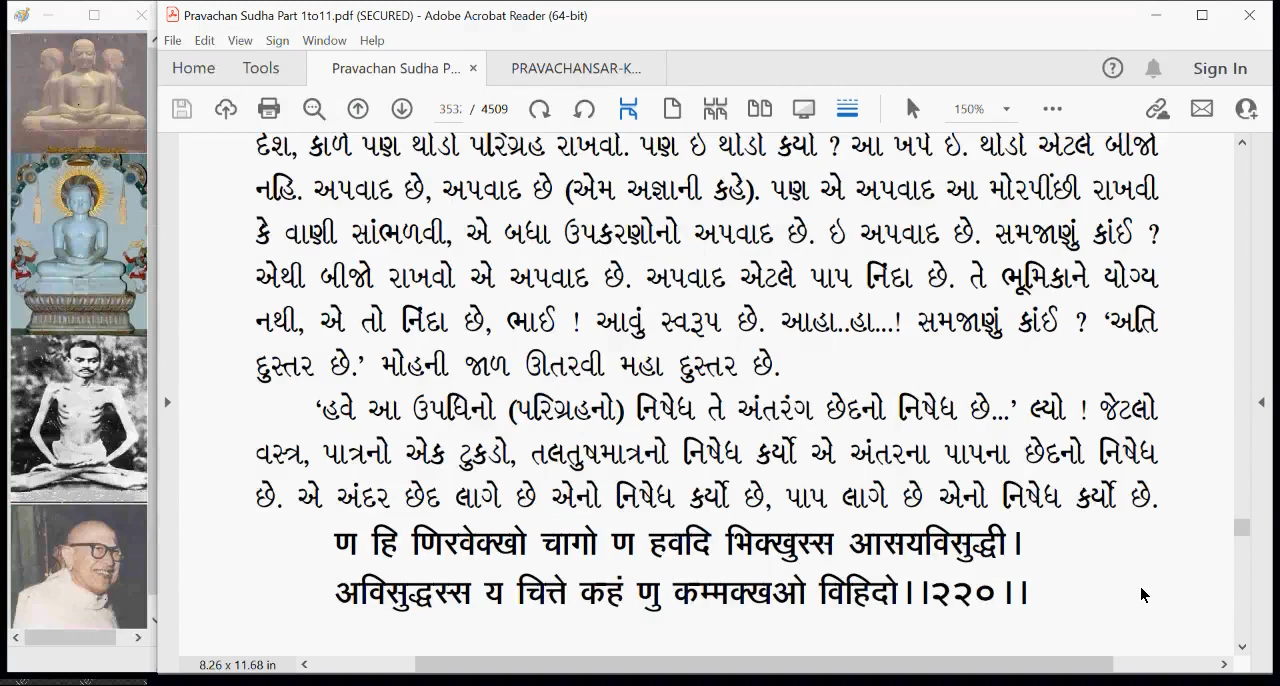 Pravachan Sudha Part 1to11.pdf (SECURED) - Adobe Acrobat Reader (64-bit)
File Edit View Sign Window Help
Home Tools Pravachan Sudha P... × PRAVACHANSAR-K... Sign In
353 / 4509 150%
દેશ, કાળે પણ થોડો પરિગ્રહ રાખવો. પણ ઇ થોડો કયો ? આ ખપે ઇ. થોડો એટલે બીજો
નહિ. અપવાદ છે, અપવાદ છે (એમ અજ્ઞાની કહે). પણ એ અપવાદ આ મોરપીંછી રાખવી
કે વાણી સાંભળવી, એ બધા ઉપકરણોનો અપવાદ છે. ઇ અપવાદ છે. સમજાણું કાંઈ ?
એથી બીજો રાખવો એ અપવાદ છે. અપવાદ એટલે પાપ નિંદા છે. તે ભૂમિકાને યોગ્ય
નથી, એ તો નિંદા છે, ભાઈ ! આવું સ્વરૂપ છે. આહા..હા...! સમજાણું કાંઈ ? ‘અતિ
દુસ્તર છે.’ મોહની જાળ ઊતરવી મહા દુસ્તર છે.
‘હવે આ ઉપધિનો (પરિગ્રહનો) નિષેધ તે અંતરંગ છેદનો નિષેધ છે...’ લ્યો ! જેટલો
વસ્ત્ર, પાત્રનો એક ટુકડો, તલતુષમાત્રનો નિષેધ કર્યો એ અંતરના પાપના છેદનો નિષેધ
છે. એ અંદર છેદ લાગે છે એનો નિષેધ કર્યો છે, પાપ લાગે છે એનો નિષેધ કર્યો છે.
ण हि णिरवेक्खो चागो ण हवदि भिक्खुस्स आसयविसुद्धी।
अविसुद्धस्स य चित्ते कहं णु कम्मक्खओ विहिदो।।२२०।।
8.26 x 11.68 in